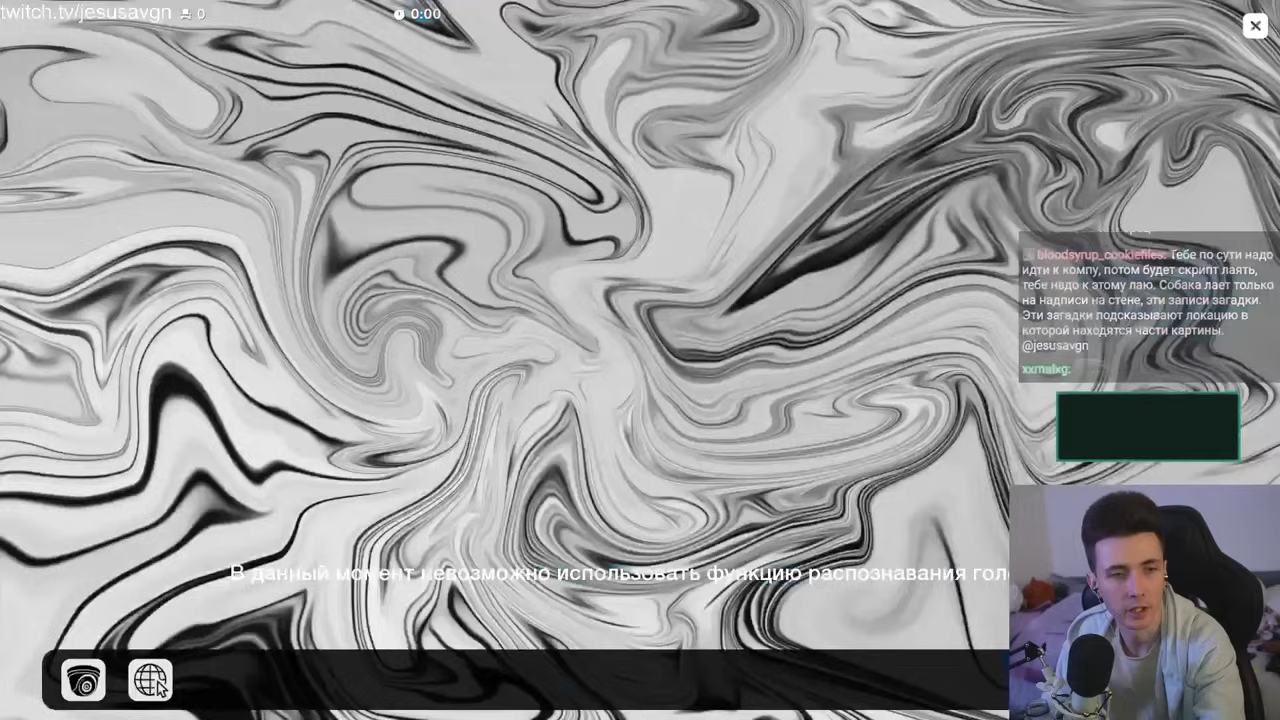 twitch.tv/jesusavgn 0 0:00
bloodsyrup_cookiefiles: Тебе по сути надо
идти к компу, потом будет скрипт лаять,
тебе надо к этому лаю. Собака лает только
на надписи на стене, эти записи загадки.
Эти загадки подсказывают локацию в
которой находятся части картины.
@jesusavgn
xxrnalxg:
В данный момент невозможно использовать функцию распознавания